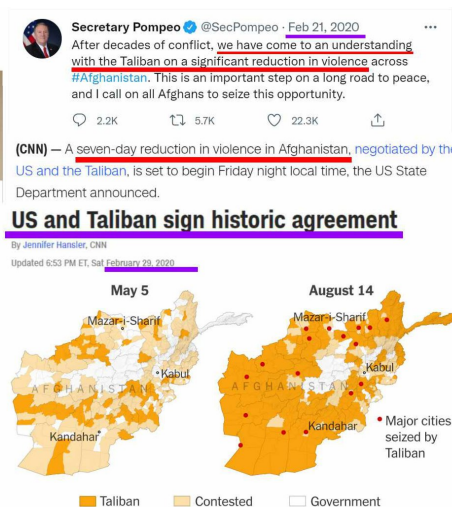 Secretary Pompeo @SecPompeo · Feb 21, 2020 ...
After decades of conflict, we have come to an understanding
with the Taliban on a significant reduction in violence across
#Afghanistan. This is an important step on a long road to peace,
and I call on all Afghans to seize this opportunity.
2.2K 5.7K 22.3K
(CNN) — A seven-day reduction in violence in Afghanistan, negotiated by the
US and the Taliban, is set to begin Friday night local time, the US State
Department announced.
US and Taliban sign historic agreement
By Jennifer Hansler, CNN
Updated 6:53 PM ET, Sat February 29, 2020
May 5
Mazar-i-Sharif
Kabul
AFGHANISTAN
Kandahar
August 14
Mazar-i-Sharif
Kabul
AFGHANISTAN
Kandahar
Major cities
seized by
Taliban
Taliban Contested Government